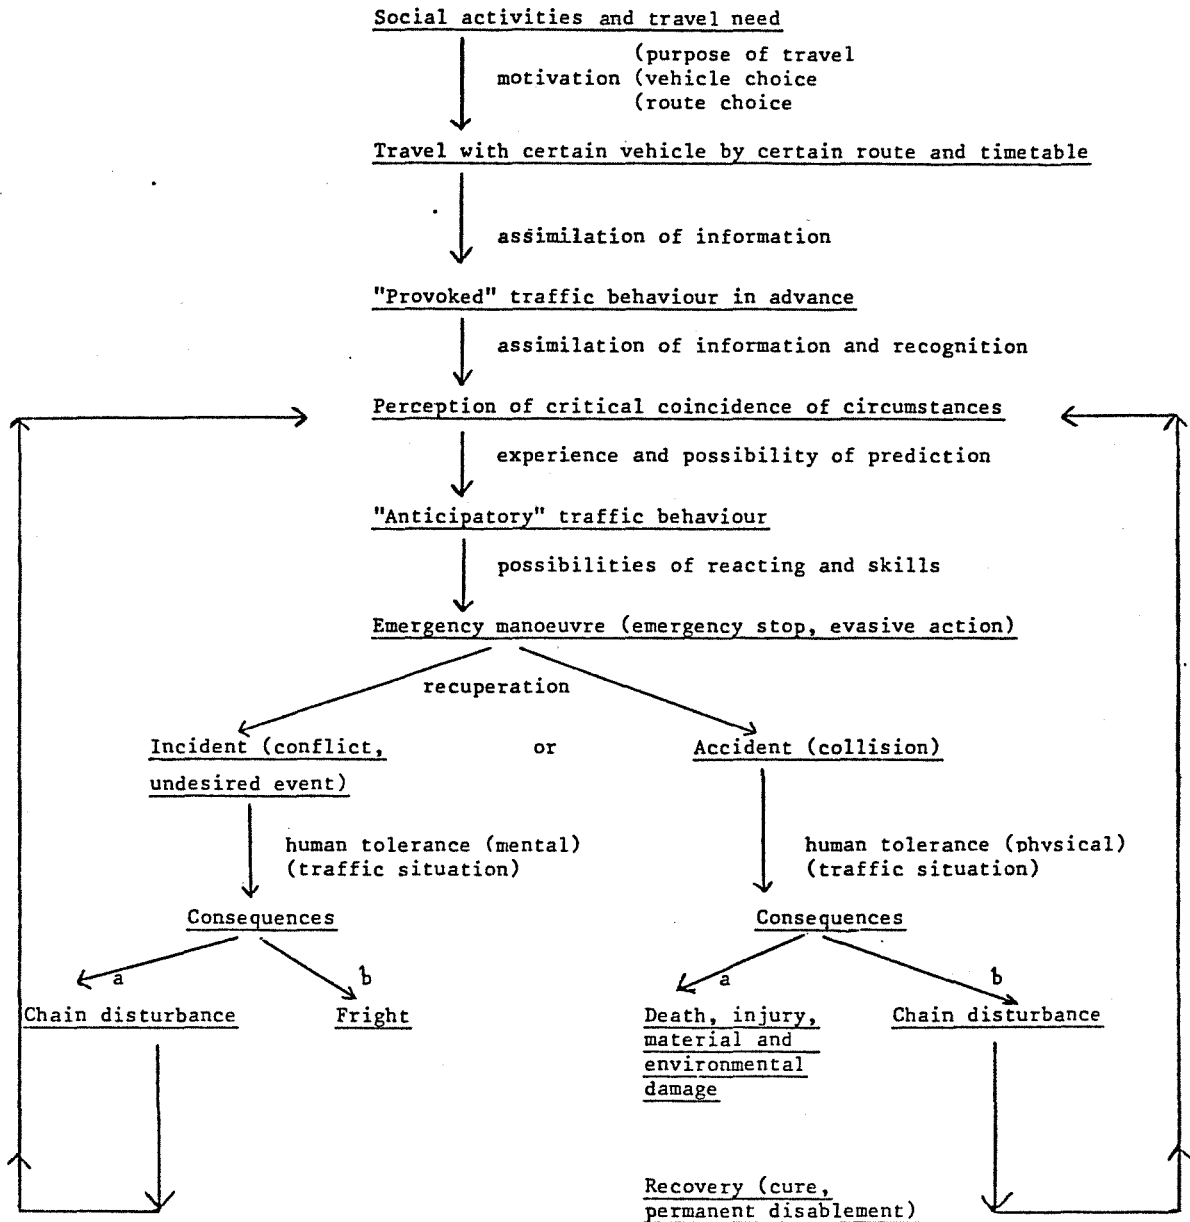 Social activities and travel need
(purpose of travel
motivation (vehicle choice
(route choice
Travel with certain vehicle by certain route and timetable
assimilation of information
"Provoked" traffic behaviour in advance
assimilation of information and recognition
Perception of critical coincidence of circumstances
experience and possibility of prediction
"Anticipatory" traffic behaviour
possibilities of reacting and skills
Emergency manoeuvre (emergency stop, evasive action)
recuperation
Incident (conflict, or Accident (collision)
undesired event)
human tolerance (mental) human tolerance (physical)
(traffic situation) (traffic situation)
Consequences Consequences
a b a b
Chain disturbance Fright Death, injury, Chain disturbance
material and
environmental
damage
Recovery (cure,
permanent disablement)